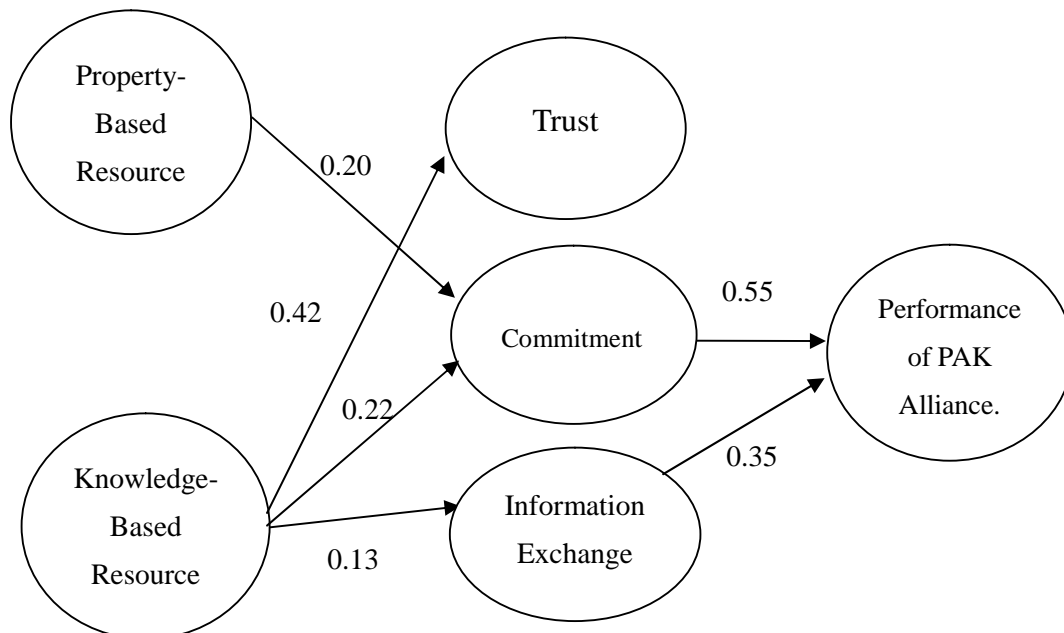 Property-
Based
Resource
Trust
0.20
0.42
Commitment
0.55
Performance
of PAK
Alliance.
0.22
0.35
Knowledge-
Based
Resource
Information
Exchange
0.13